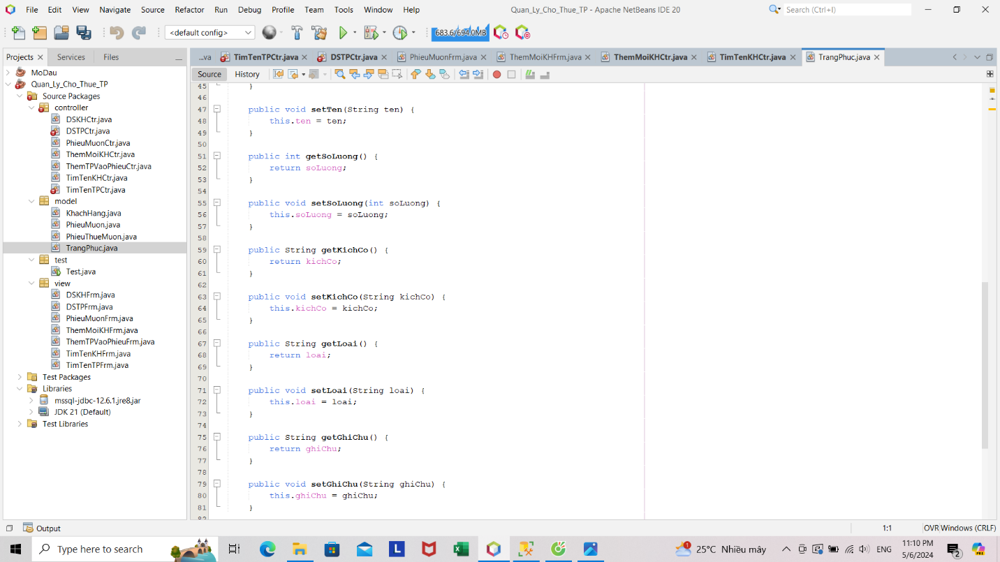 File Edit View Navigate Source Refactor Run Debug Profile Team Tools Window Help Quan_Ly_Cho_Thue_TP - Apache NetBeans IDE 20 Search (Ctrl+I)
<default config> 683.6/694.0MB
Projects Services Files ...va TimTenTPCtr.java DSTPCtr.java PhieuMuonFrm.java ThemMoiKHFrm.java ThemMoiKHCtr.java TimTenKHCtr.java TrangPhuc.java
Source History
MoDau
Quan_Ly_Cho_Thue_TP
Source Packages
controller
DSKHCtr.java
DSTPCtr.java
PhieuMuonCtr.java
ThemMoiKHCtr.java
ThemTPVaoPhieuCtr.java
TimTenKHCtr.java
TimTenTPCtr.java
model
KhachHang.java
PhieuMuon.java
PhieuThueMuon.java
TrangPhuc.java
test
Test.java
view
DSKHFrm.java
DSTPFrm.java
PhieuMuonFrm.java
ThemMoiKHFrm.java
ThemTPVaoPhieuFrm.java
TimTenKHFrm.java
TimTenTPFrm.java
Test Packages
Libraries
mssql-jdbc-12.6.1.jre8.jar
JDK 21 (Default)
Test Libraries
45 }
46
47 public void setTen(String ten) {
48 this.ten = ten;
49 }
50
51 public int getSoLuong() {
52 return soLuong;
53 }
54
55 public void setSoLuong(int soLuong) {
56 this.soLuong = soLuong;
57 }
58
59 public String getKichCo() {
60 return kichCo;
61 }
62
63 public void setKichCo(String kichCo) {
64 this.kichCo = kichCo;
65 }
66
67 public String getLoai() {
68 return loai;
69 }
70
71 public void setLoai(String loai) {
72 this.loai = loai;
73 }
74
75 public String getGhiChu() {
76 return ghiChu;
77 }
78
79 public void setGhiChu(String ghiChu) {
80 this.ghiChu = ghiChu;
81 }
82
Output 1:1 OVR Windows (CRLF)
Type here to search 25°C Nhiều mây ENG 11:10 PM
5/6/2024